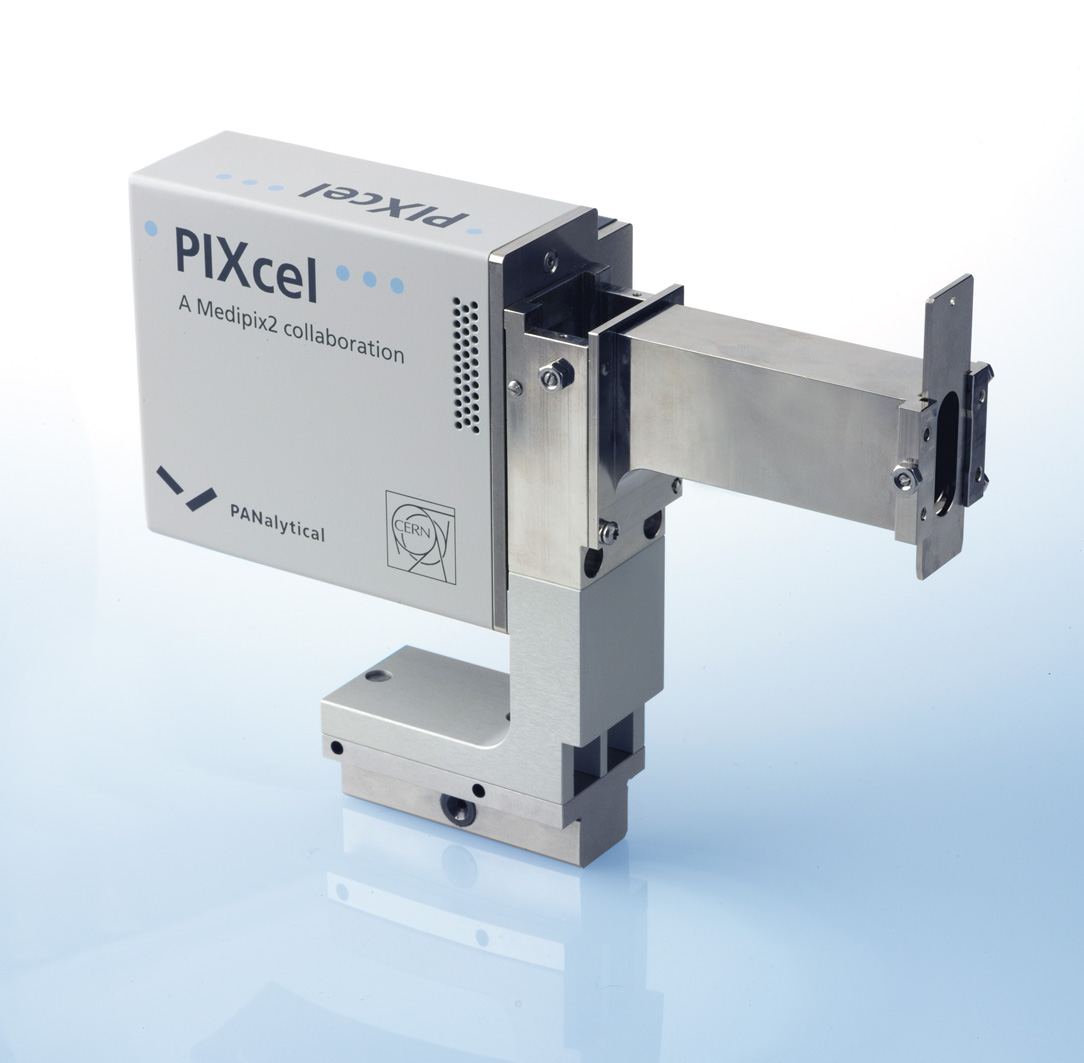 PIXcel
PIXcel
A Medipix2 collaboration
PANalytical
CERN